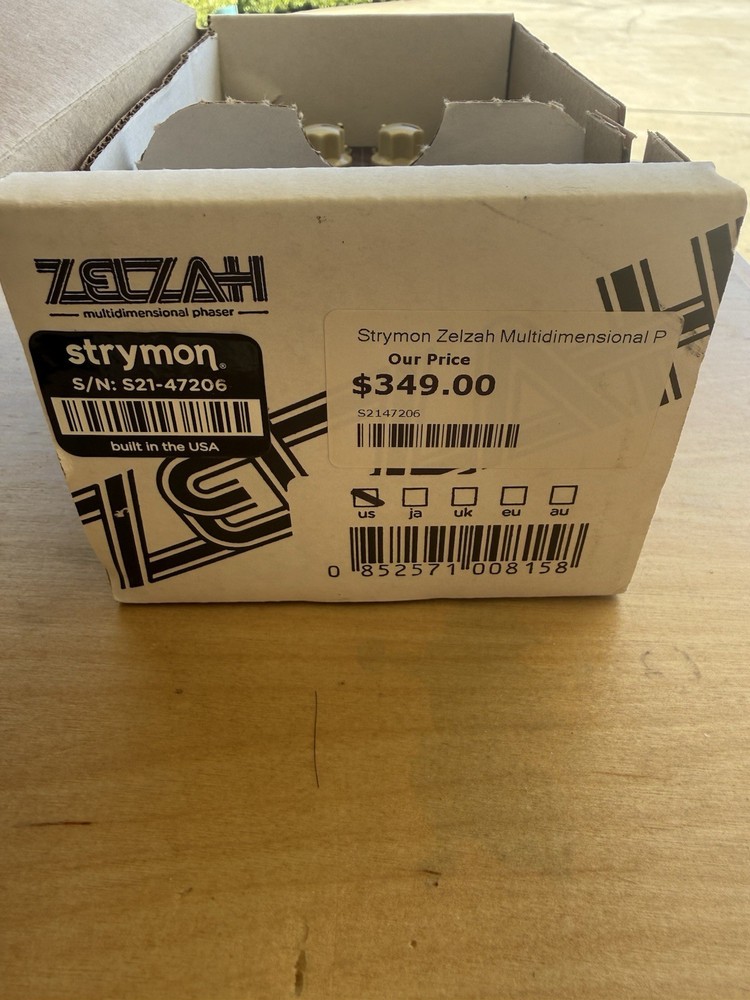 ZELZAH
multidimensional phaser
strymon®
S/N: S21-47206
built in the USA
Strymon Zelzah Multidimensional P
Our Price
$349.00
S2147206
us ja uk eu au
0 852571 008158